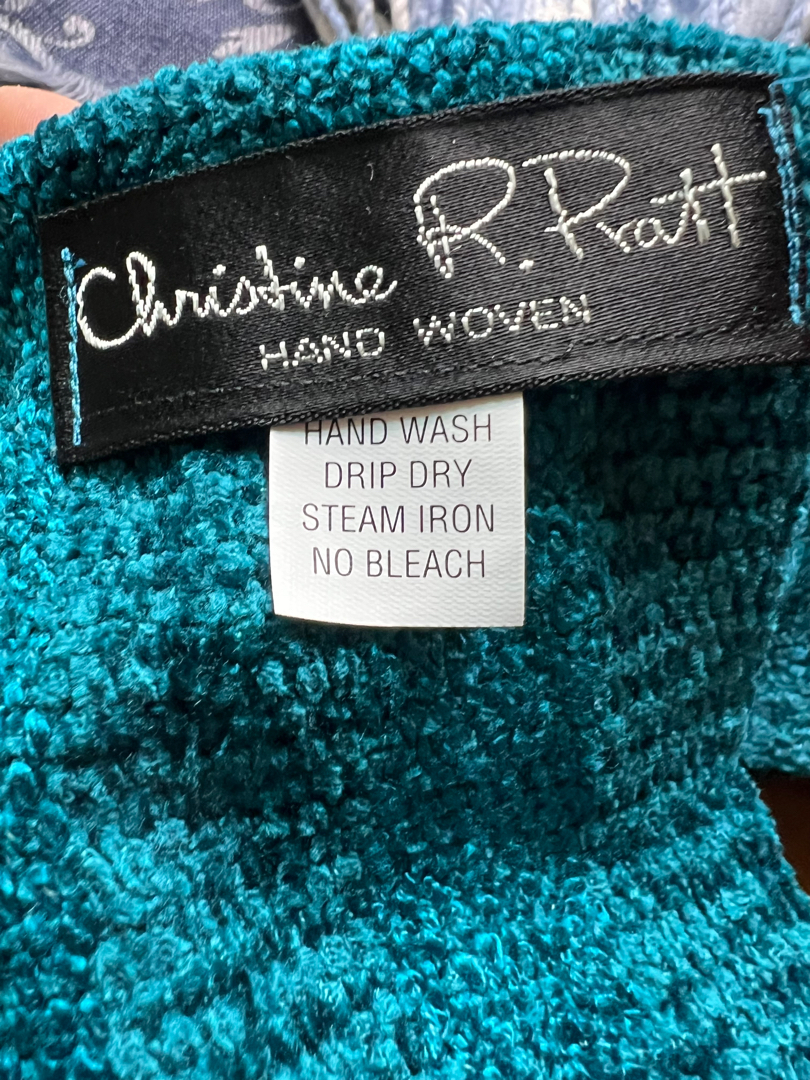 Christine R. Pratt
HAND WOVEN
HAND WASH
DRIP DRY
STEAM IRON
NO BLEACH